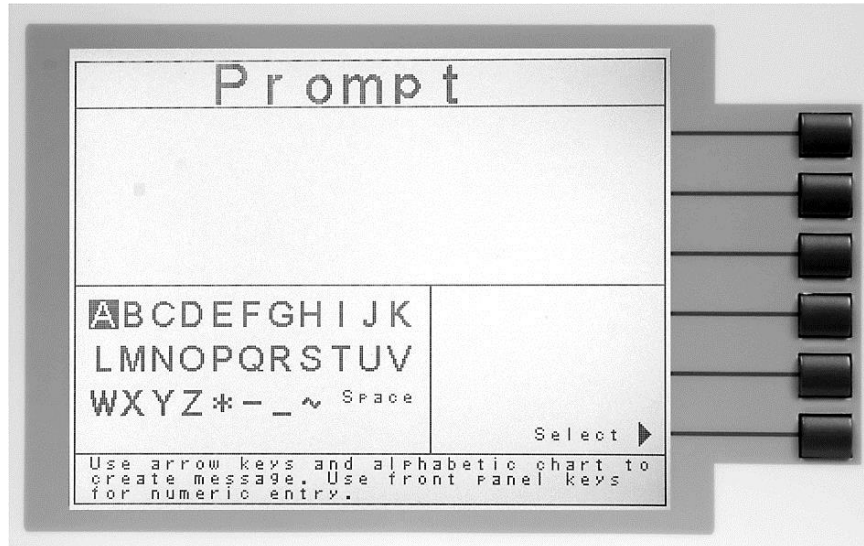 Prompt
ABCDEFGHIJK
LMNOPQRSTUV
WXYZ*-_~ Space
Select
Use arrow keys and alphabetic chart to
create message. Use front panel keys
for numeric entry.